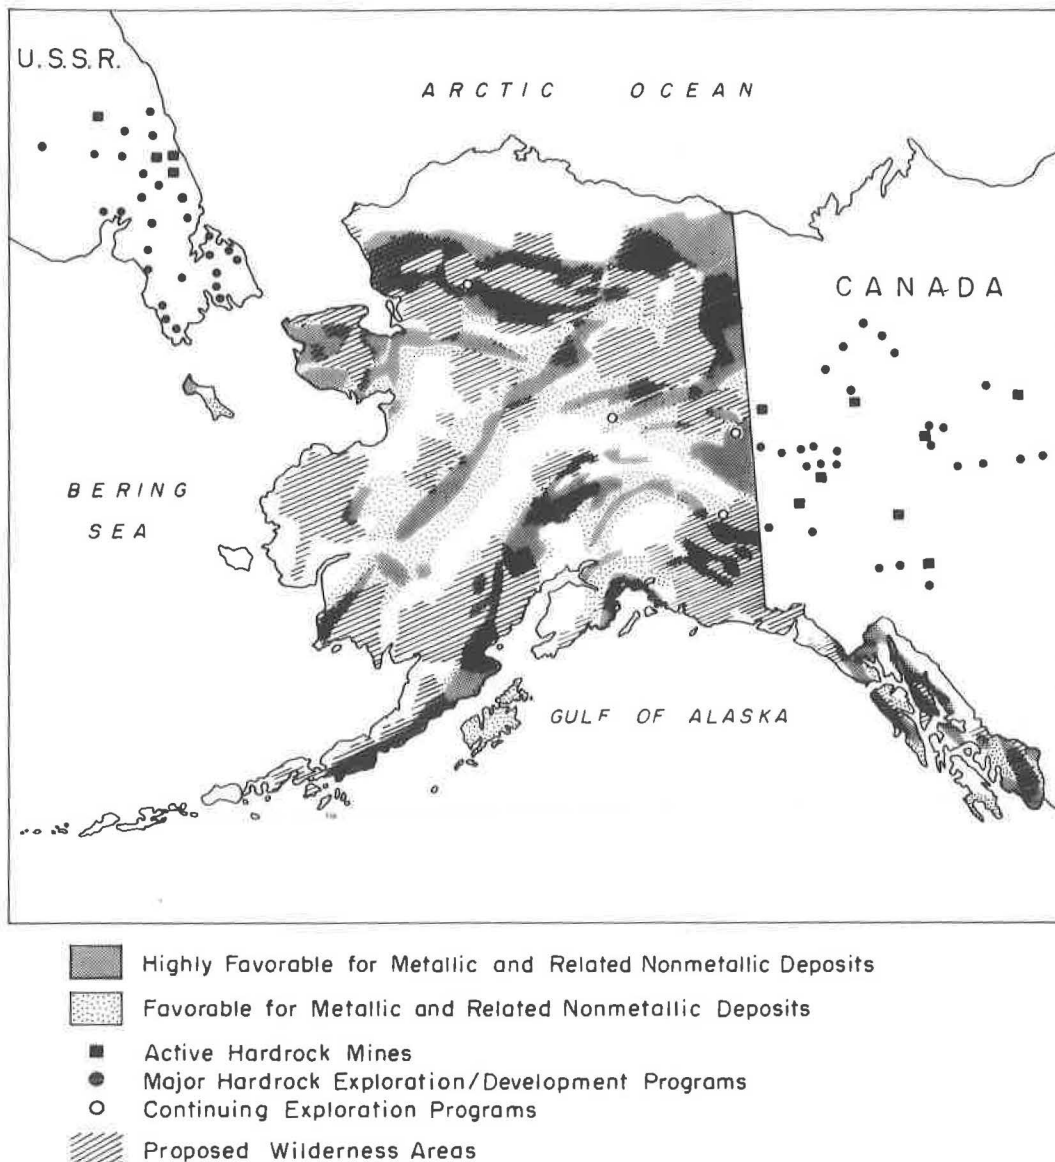 U.S.S.R.
ARCTIC OCEAN
CANADA
BERING
SEA
GULF OF ALASKA
Highly Favorable for Metallic and Related Nonmetallic Deposits
Favorable for Metallic and Related Nonmetallic Deposits
Active Hardrock Mines
Major Hardrock Exploration/Development Programs
Continuing Exploration Programs
Proposed Wilderness Areas